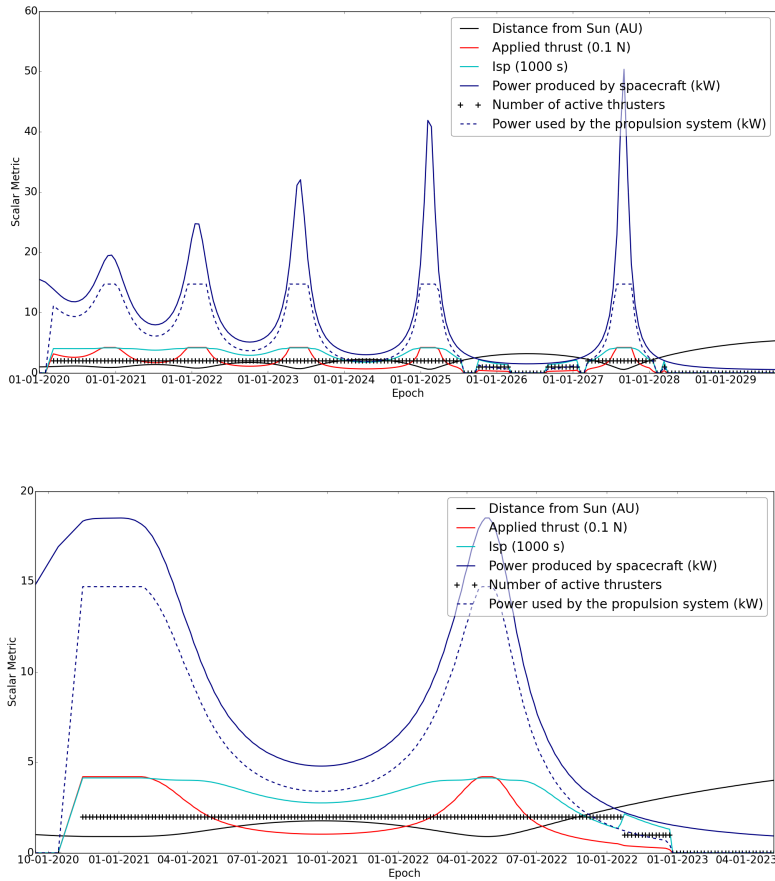 60
50
40
30
20
10
0
Scalar Metric
Distance from Sun (AU)
Applied thrust (0.1 N)
Isp (1000 s)
Power produced by spacecraft (kW)
Number of active thrusters
Power used by the propulsion system (kW)
01-01-2020 01-01-2021 01-01-2022 01-01-2023 01-01-2024 01-01-2025 01-01-2026 01-01-2027 01-01-2028 01-01-2029
Epoch
20
15
10
5
0
Scalar Metric
Distance from Sun (AU)
Applied thrust (0.1 N)
Isp (1000 s)
Power produced by spacecraft (kW)
Number of active thrusters
Power used by the propulsion system (kW)
10-01-2020 01-01-2021 04-01-2021 07-01-2021 10-01-2021 01-01-2022 04-01-2022 07-01-2022 10-01-2022 01-01-2023 04-01-2023
Epoch